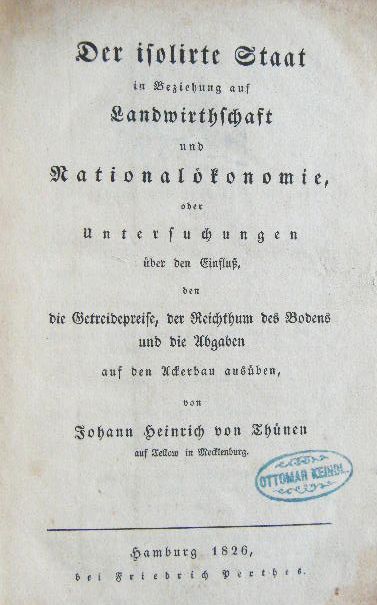 Der isolirte Staat
in Beziehung auf
Landwirthschaft
und
Nationalökonomie,
oder
Untersuchungen
über den Einfluß,
den
die Getreidepreise, der Reichthum des Bodens
und die Abgaben
auf den Ackerbau ausüben,
von
Johann Heinrich von Thünen
auf Tellow in Mecklenburg.
OTTOMAR KEINDL.
Hamburg 1826,
bei Friedrich Perthes.